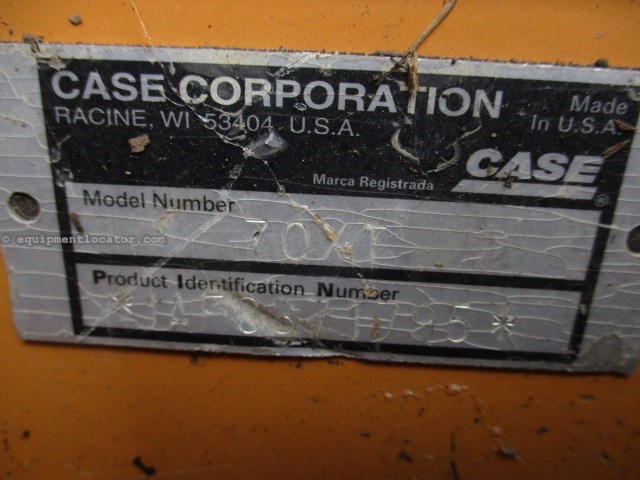 CASE CORPORATION
RACINE, WI 53404 U.S.A.
Made
In U.S.A.
CASE
®
Marca Registrada
Model Number
70XT
© equipmentlocator.com
Product Identification Number